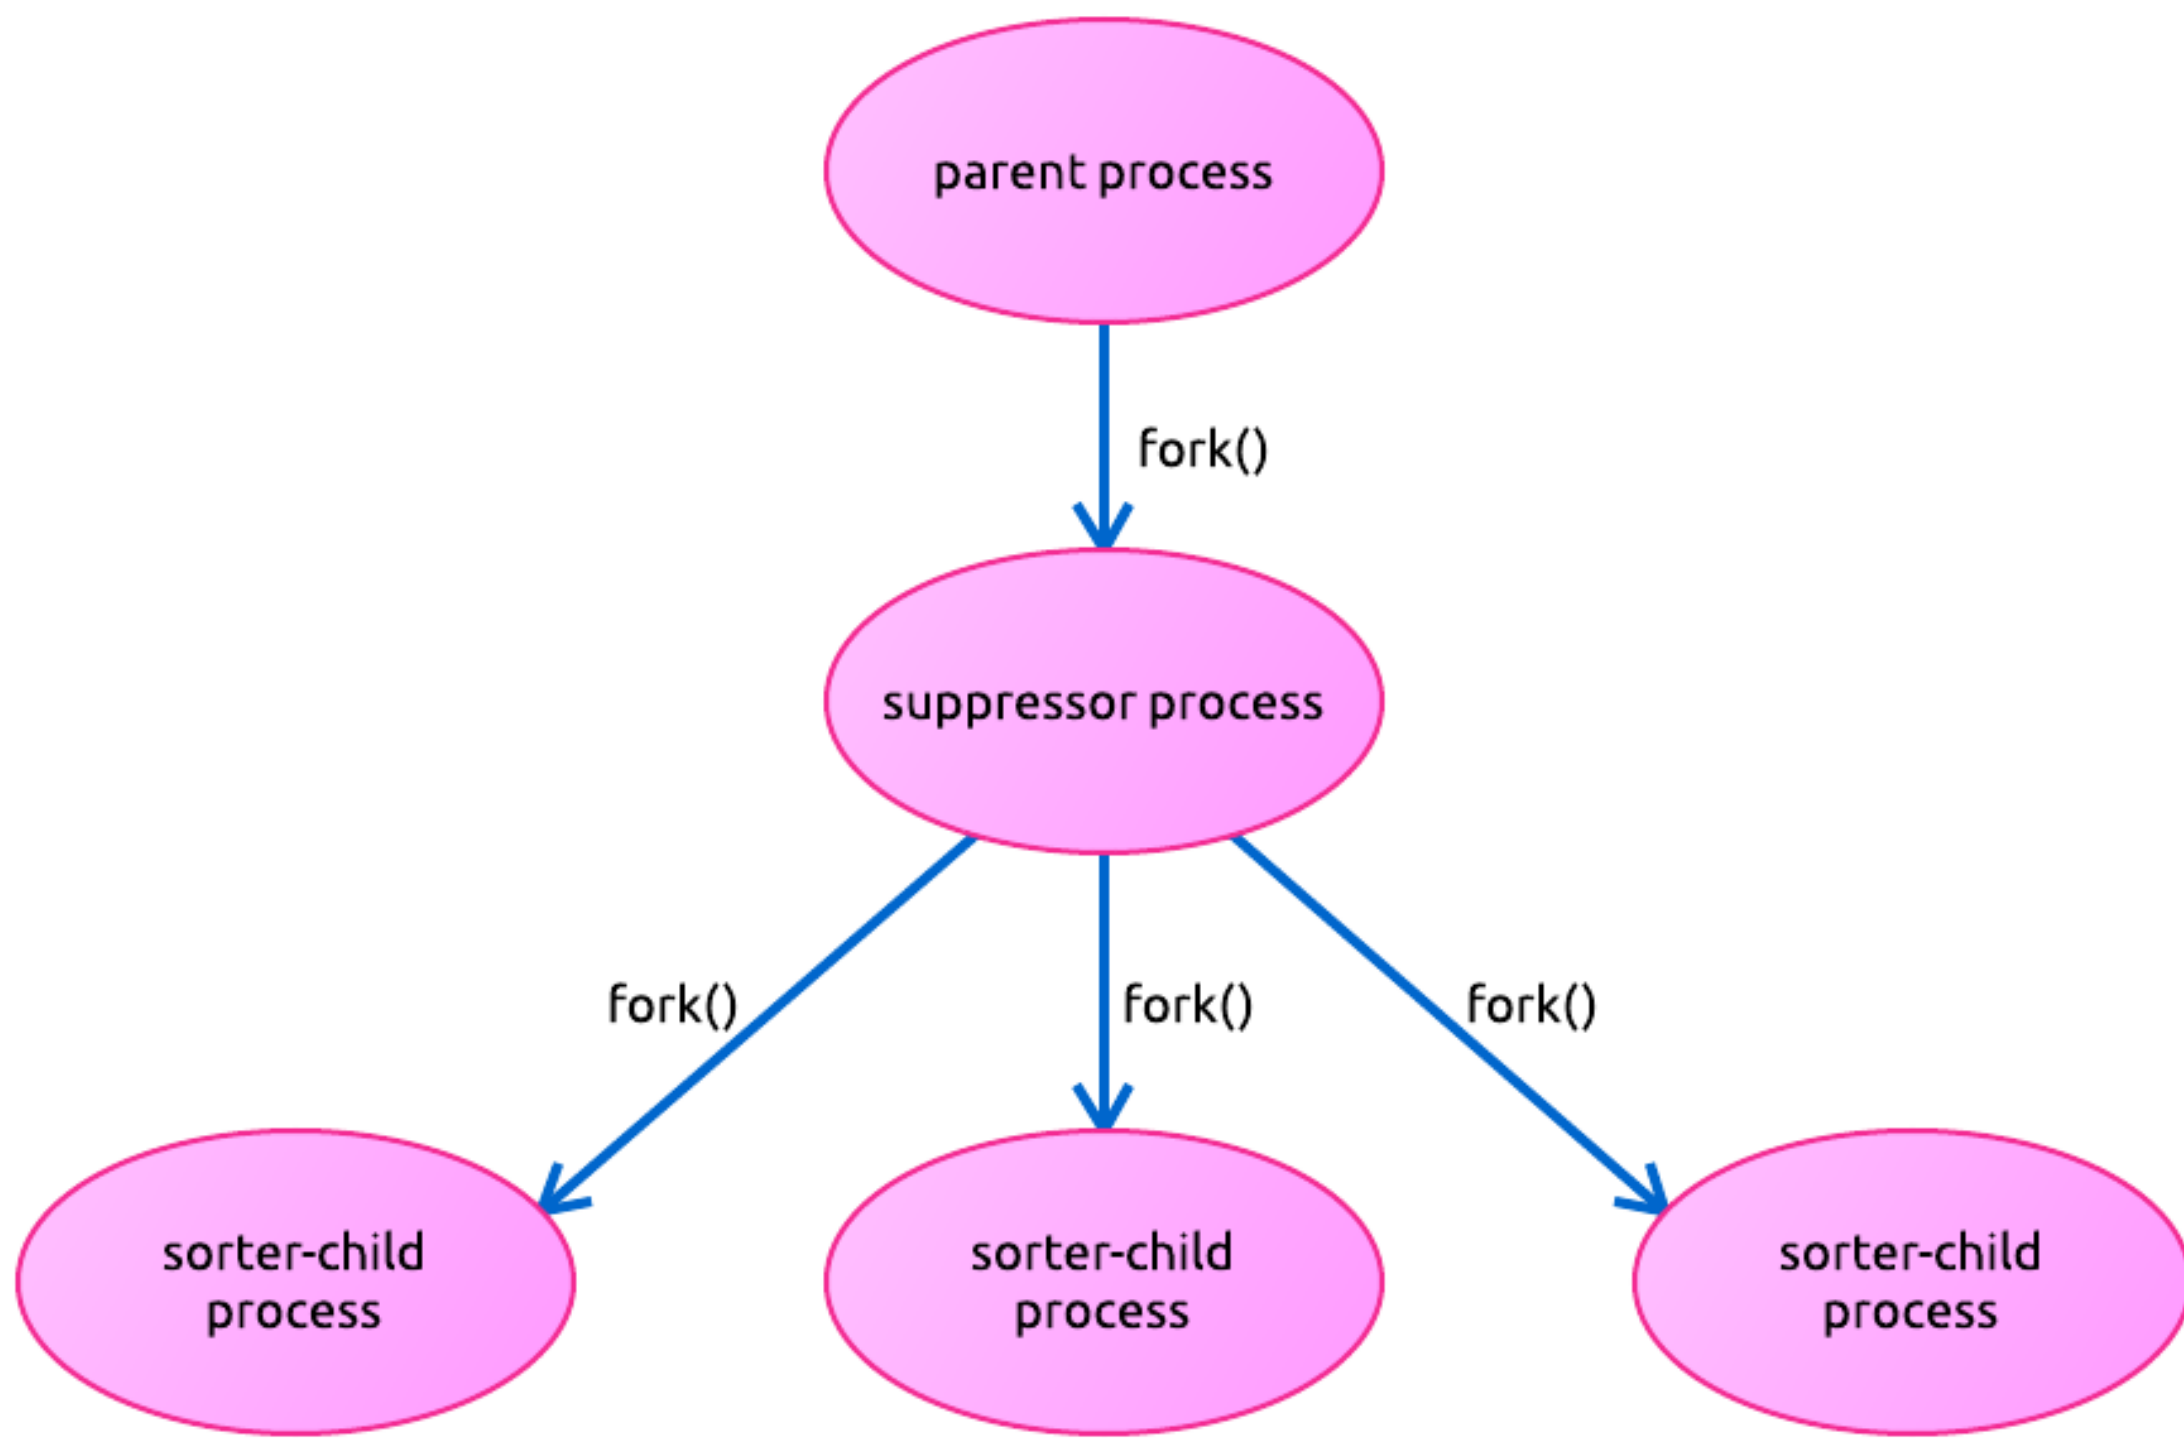 parent process
fork()
suppressor process
fork()
fork()
fork()
sorter-child
process
sorter-child
process
sorter-child
process